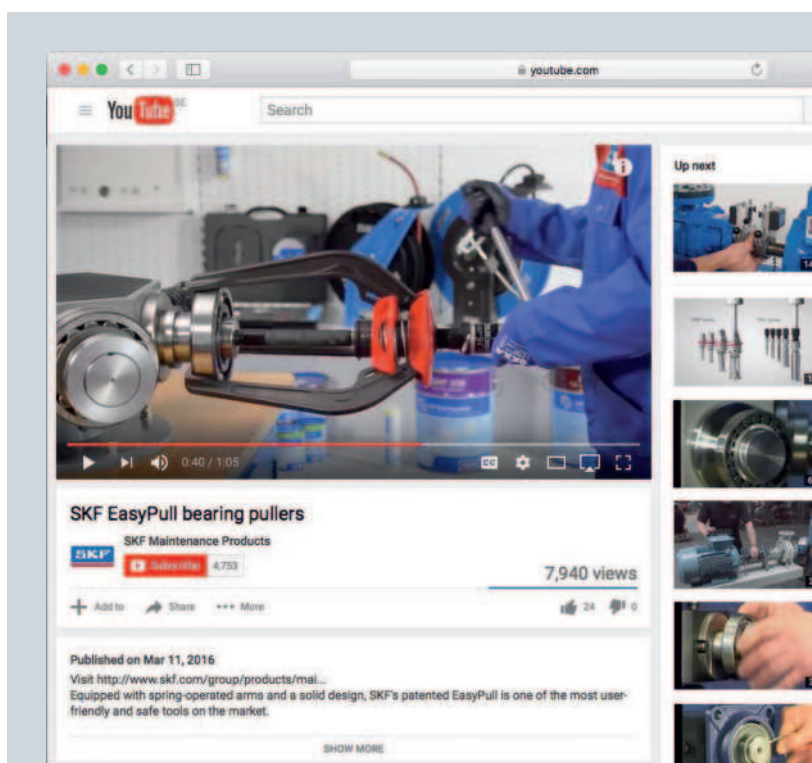 youtube.com
YouTube SE
Search
Up next
0:40 / 1:05
CC
SKF EasyPull bearing pullers
SKF Maintenance Products
SKF
Subscribe 4,753
7,940 views
Add to Share More
24 0
Published on Mar 11, 2016
Visit http://www.skf.com/group/products/mai...
Equipped with spring-operated arms and a solid design, SKF's patented EasyPull is one of the most user-
friendly and safe tools on the market.
SHOW MORE